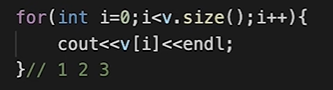 for(int i=0;i<v.size();i++){
    cout<<v[i]<<endl;
}// 1 2 3